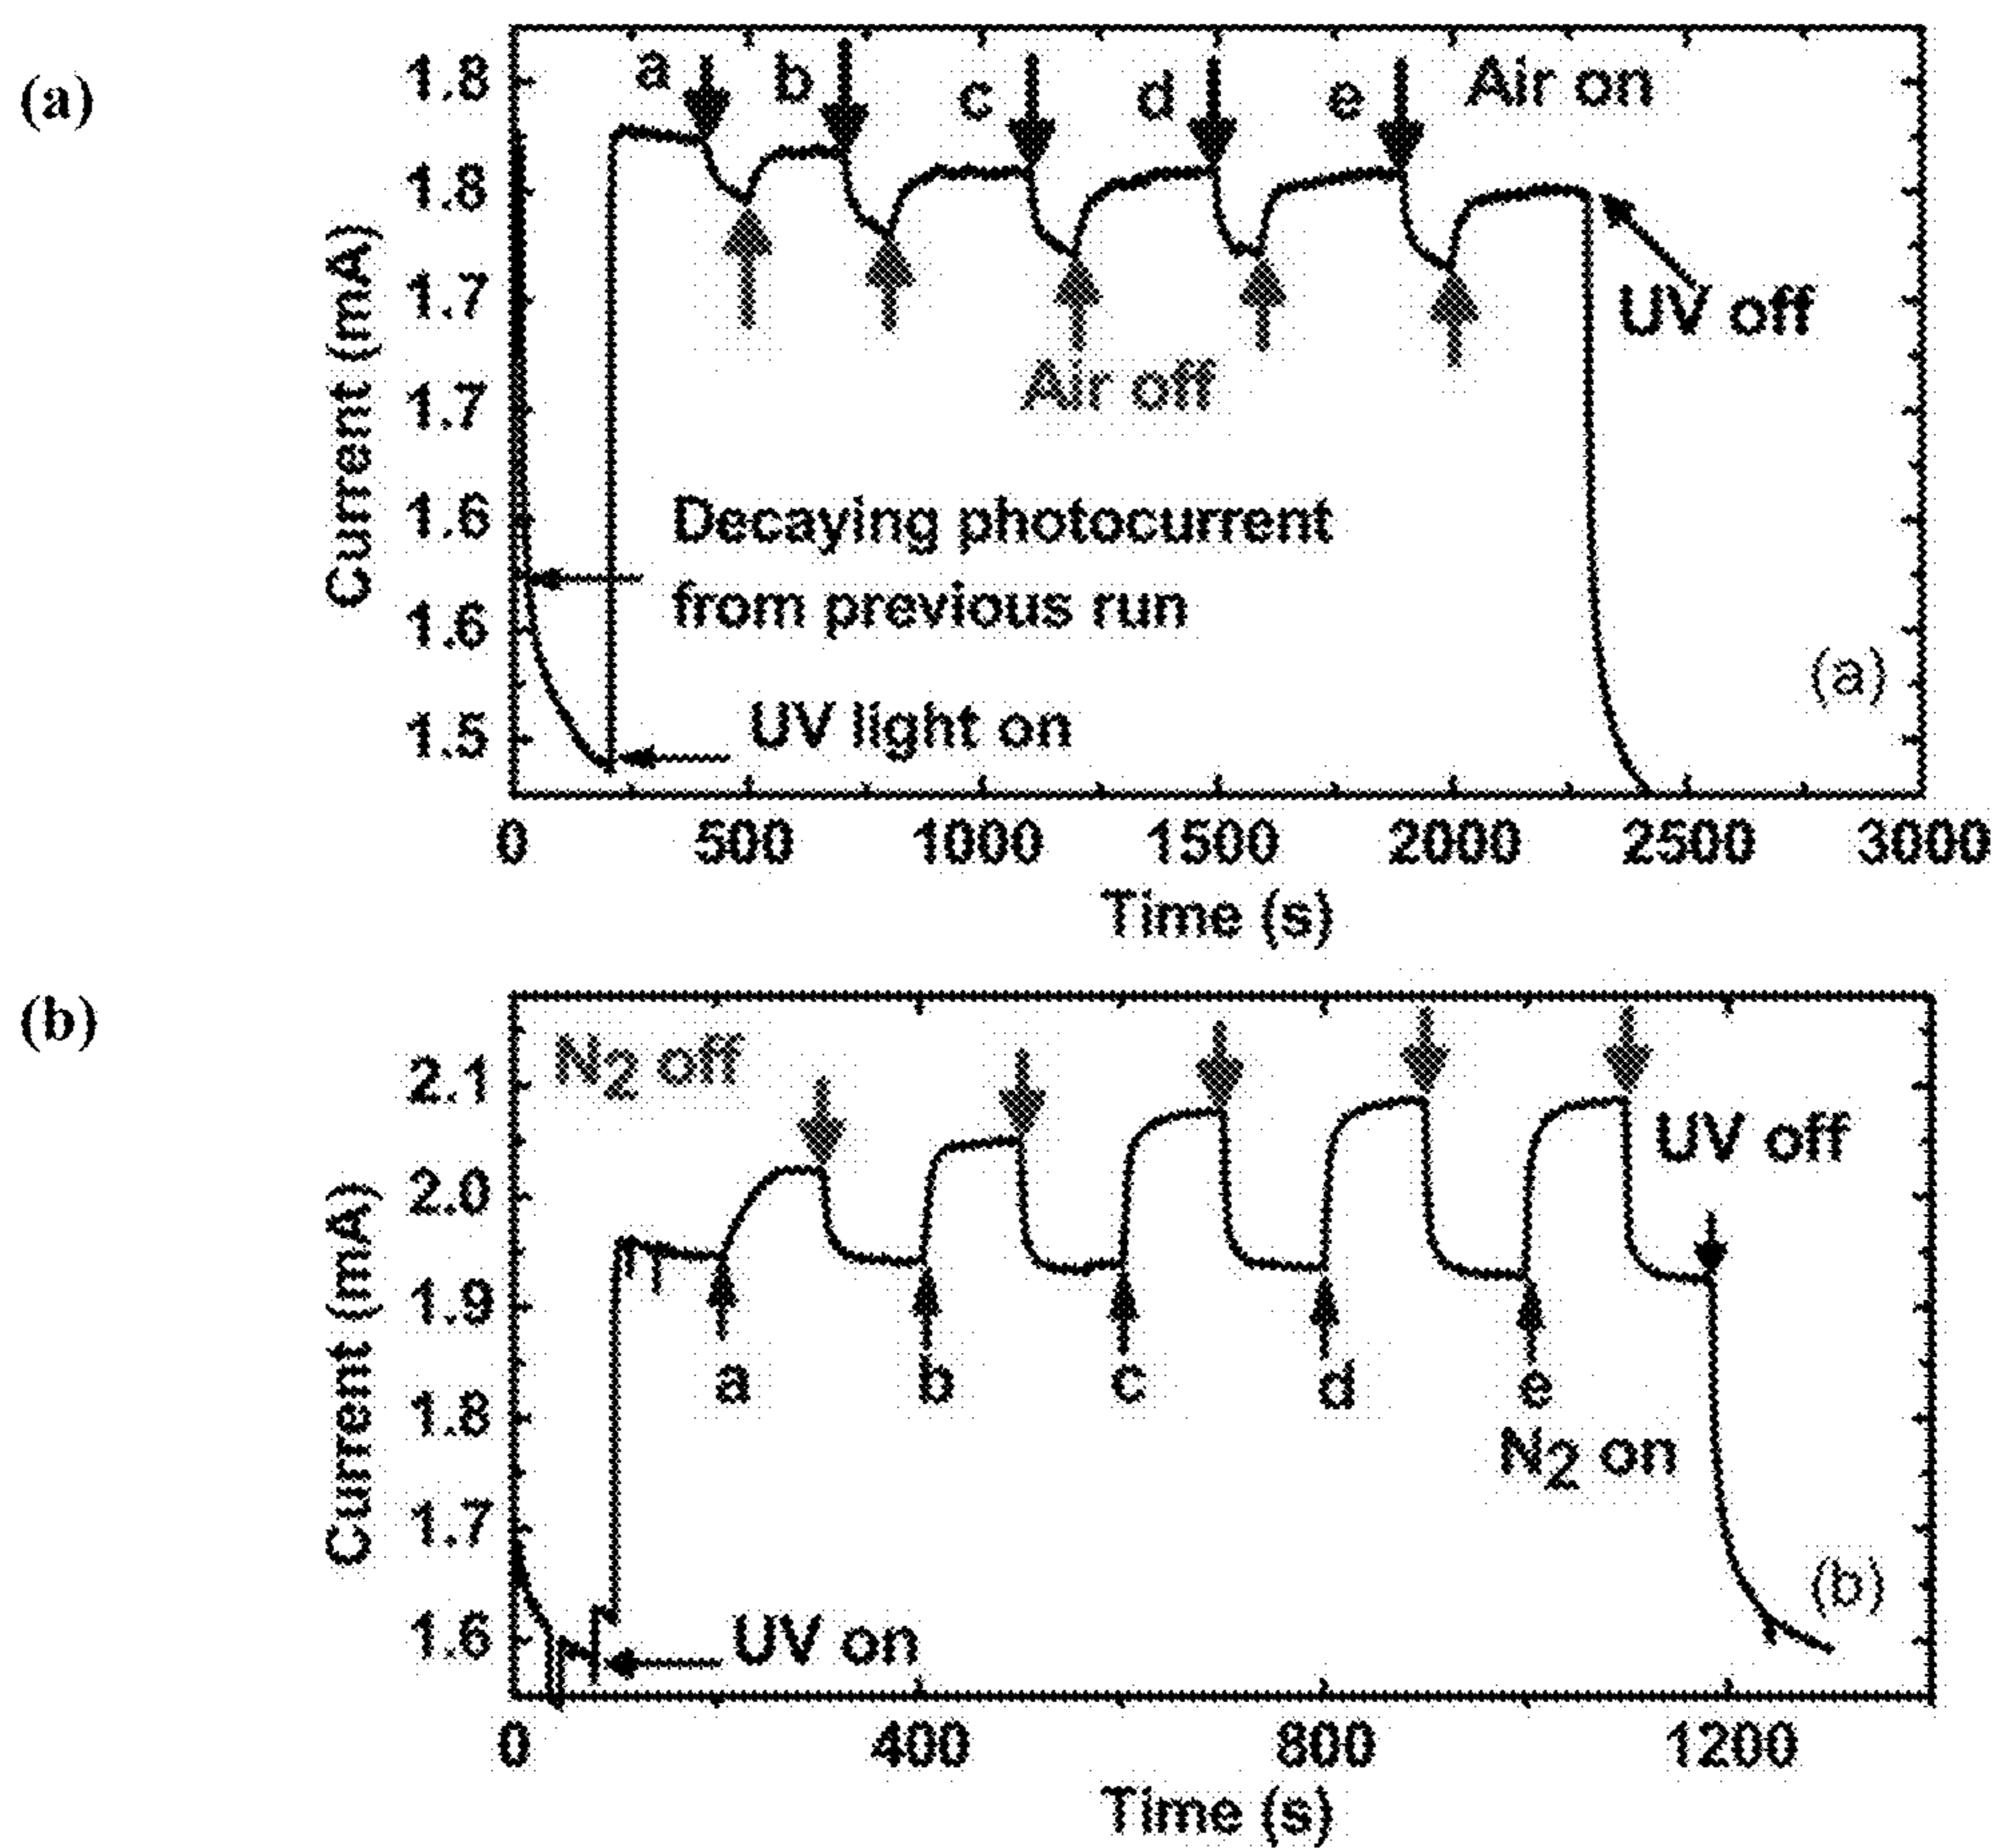 (a)
a b c d e Air on
1.8
1.8
1.7
1.7
1.6
1.6
1.5
Current (mA)
UV off
Air off
Decaying photocurrent
from previous run
UV light on
(a)
0 500 1000 1500 2000 2500 3000
Time (s)
(b)
N2 off
2.1
2.0
1.9
1.8
1.7
1.6
Current (mA)
UV off
a b c d e
N2 on
UV on
(b)
0 400 800 1200
Time (s)